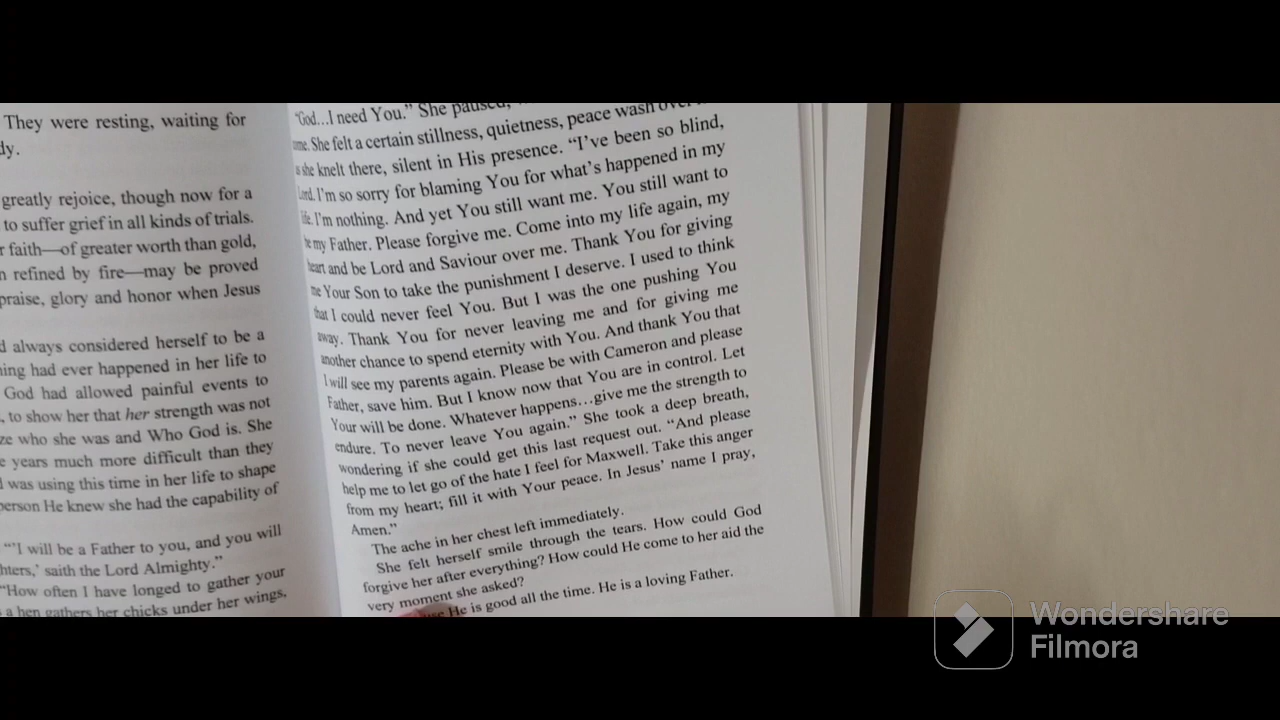 They were resting, waiting for
dy.
greatly rejoice, though now for a
to suffer grief in all kinds of trials.
r faith—of greater worth than gold,
n refined by fire—may be proved
praise, glory and honor when Jesus
d always considered herself to be a
ning had ever happened in her life to
God had allowed painful events to
, to show her that her strength was not
ze who she was and Who God is. She
e years much more difficult than they
l was using this time in her life to shape
person He knew she had the capability of
“‘I will be a Father to you, and you will
hters,’ saith the Lord Almighty.”
“How often I have longed to gather your
a hen gathers her chicks under her wings,
“God…I need You.” She paused,
me. She felt a certain stillness, quietness, peace wash over
as she knelt there, silent in His presence. “I’ve been so blind,
Lord. I’m so sorry for blaming You for what’s happened in my
life. I’m nothing. And yet You still want me. You still want to
be my Father. Please forgive me. Come into my life again, my
heart and be Lord and Saviour over me. Thank You for giving
me Your Son to take the punishment I deserve. I used to think
that I could never feel You. But I was the one pushing You
away. Thank You for never leaving me and for giving me
another chance to spend eternity with You. And thank You that
I will see my parents again. Please be with Cameron and please
Father, save him. But I know now that You are in control. Let
Your will be done. Whatever happens…give me the strength to
endure. To never leave You again.” She took a deep breath,
wondering if she could get this last request out. “And please
help me to let go of the hate I feel for Maxwell. Take this anger
from my heart; fill it with Your peace. In Jesus’ name I pray,
Amen.”
The ache in her chest left immediately.
She felt herself smile through the tears. How could God
forgive her after everything? How could He come to her aid the
very moment she asked?
He is good all the time. He is a loving Father.
Wondershare
Filmora